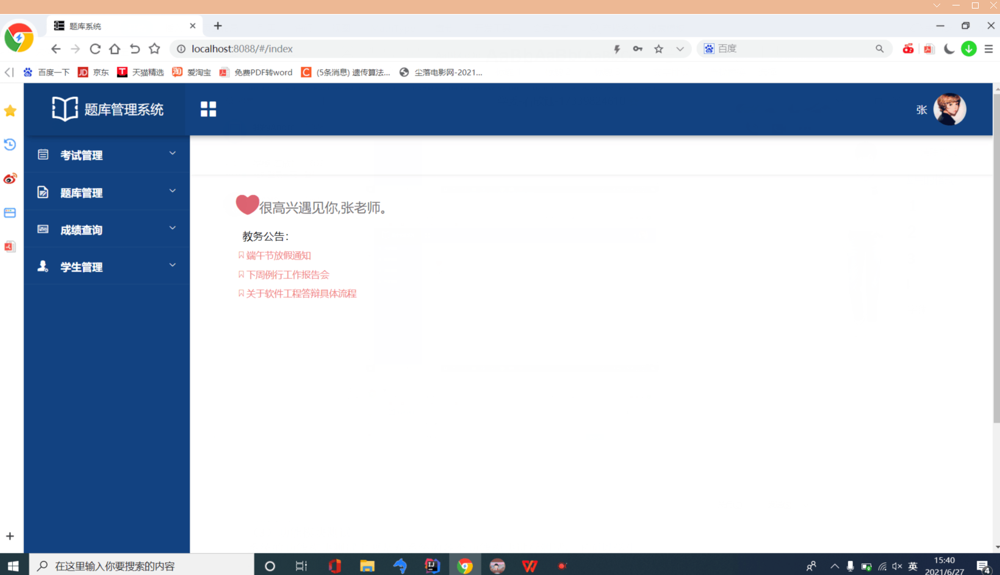 题库系统
localhost:8088/#/index
百度
百度一下 京东 天猫精选 爱淘宝 免费PDF转word (5条消息) 遗传算法... 尘落电影网-2021...
题库管理系统
张
考试管理
题库管理
成绩查询
学生管理
很高兴遇见你,张老师。
教务公告：
端午节放假通知
下周例行工作报告会
关于软件工程答辩具体流程
在这里输入你要搜索的内容
英
15:40
2021/6/27
4